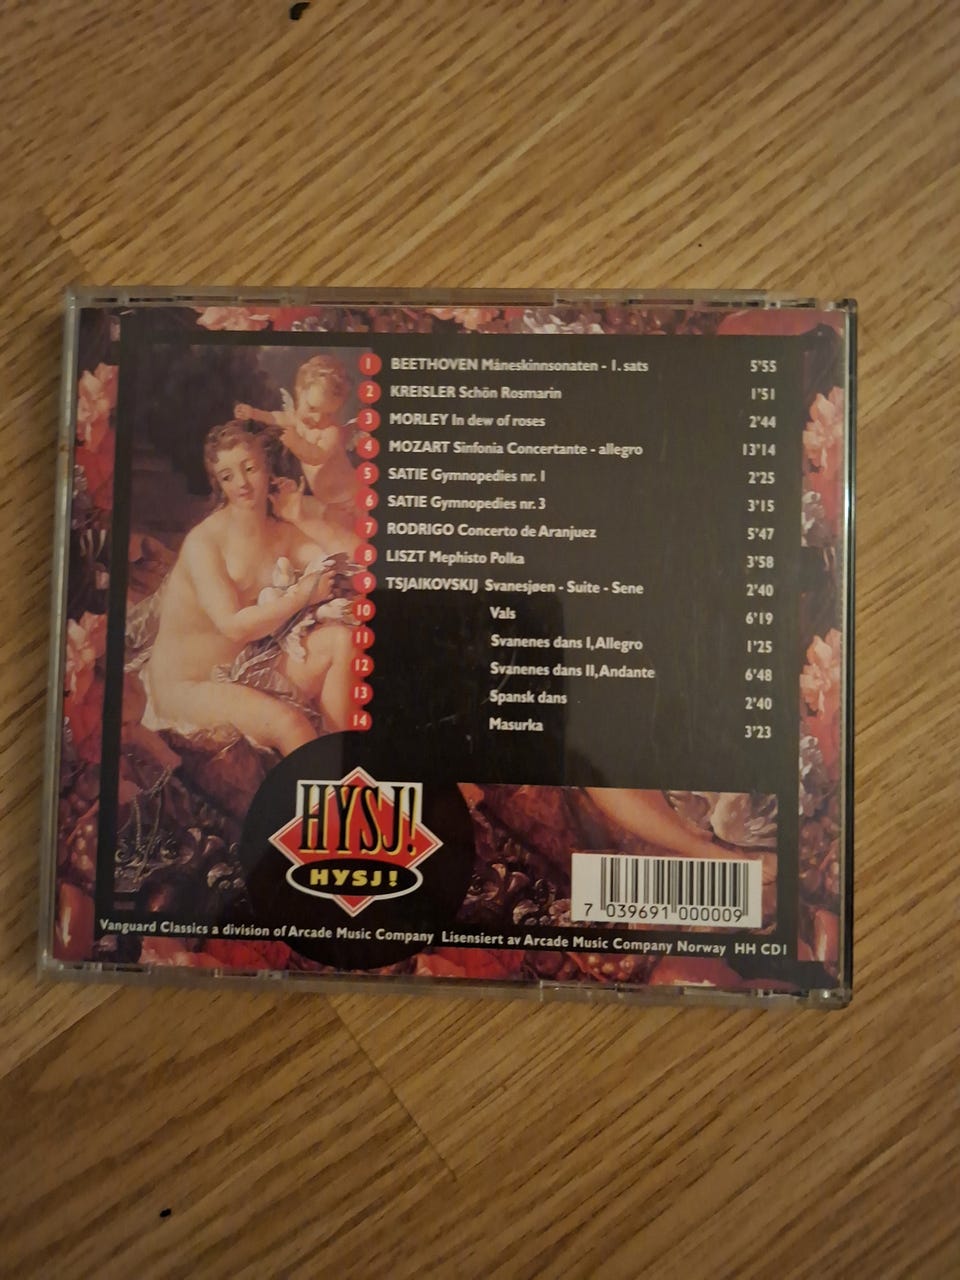 1 BEETHOVEN Måneskinnsonaten - 1. sats 5'55
2 KREISLER Schön Rosmarin 1'51
3 MORLEY In dew of roses 2'44
4 MOZART Sinfonia Concertante - allegro 13'14
5 SATIE Gymnopedies nr. 1 2'25
6 SATIE Gymnopedies nr. 3 3'15
7 RODRIGO Concerto de Aranjuez 5'47
8 LISZT Mephisto Polka 3'58
9 TSJAIKOVSKIJ Svanesjøen - Suite - Sene 2'40
10 Vals 6'19
11 Svanenes dans I, Allegro 1'25
12 Svanenes dans II, Andante 6'48
13 Spansk dans 2'40
14 Masurka 3'23
HYSJ!
HYSJ!
7 039691 000009
Vanguard Classics a division of Arcade Music Company Lisensiert av Arcade Music Company Norway HH CD1